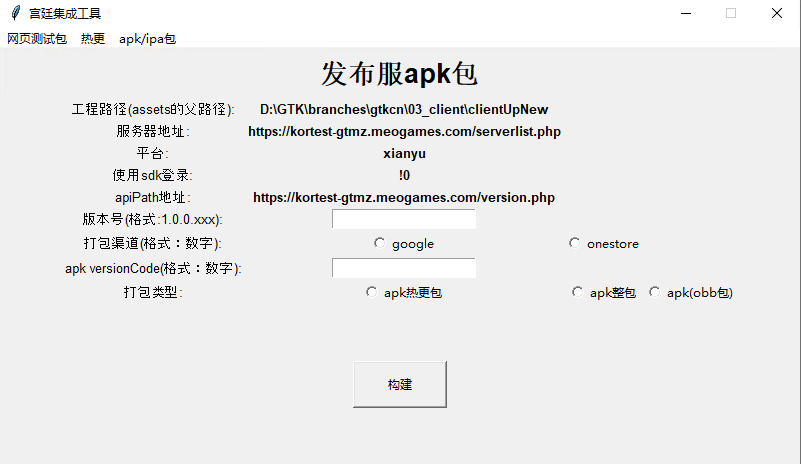 宫廷集成工具
网页测试包 热更 apk/ipa包
发布服apk包
工程路径(assets的父路径): D:\GTK\branches\gtkcn\03_client\clientUpNew
服务器地址: https://kortest-gtmz.meogames.com/serverlist.php
平台: xianyu
使用sdk登录: !0
apiPath地址: https://kortest-gtmz.meogames.com/version.php
版本号(格式:1.0.0.xxx):
打包渠道(格式：数字): google onestore
apk versionCode(格式：数字):
打包类型: apk热更包 apk整包 apk(obb包)
构建